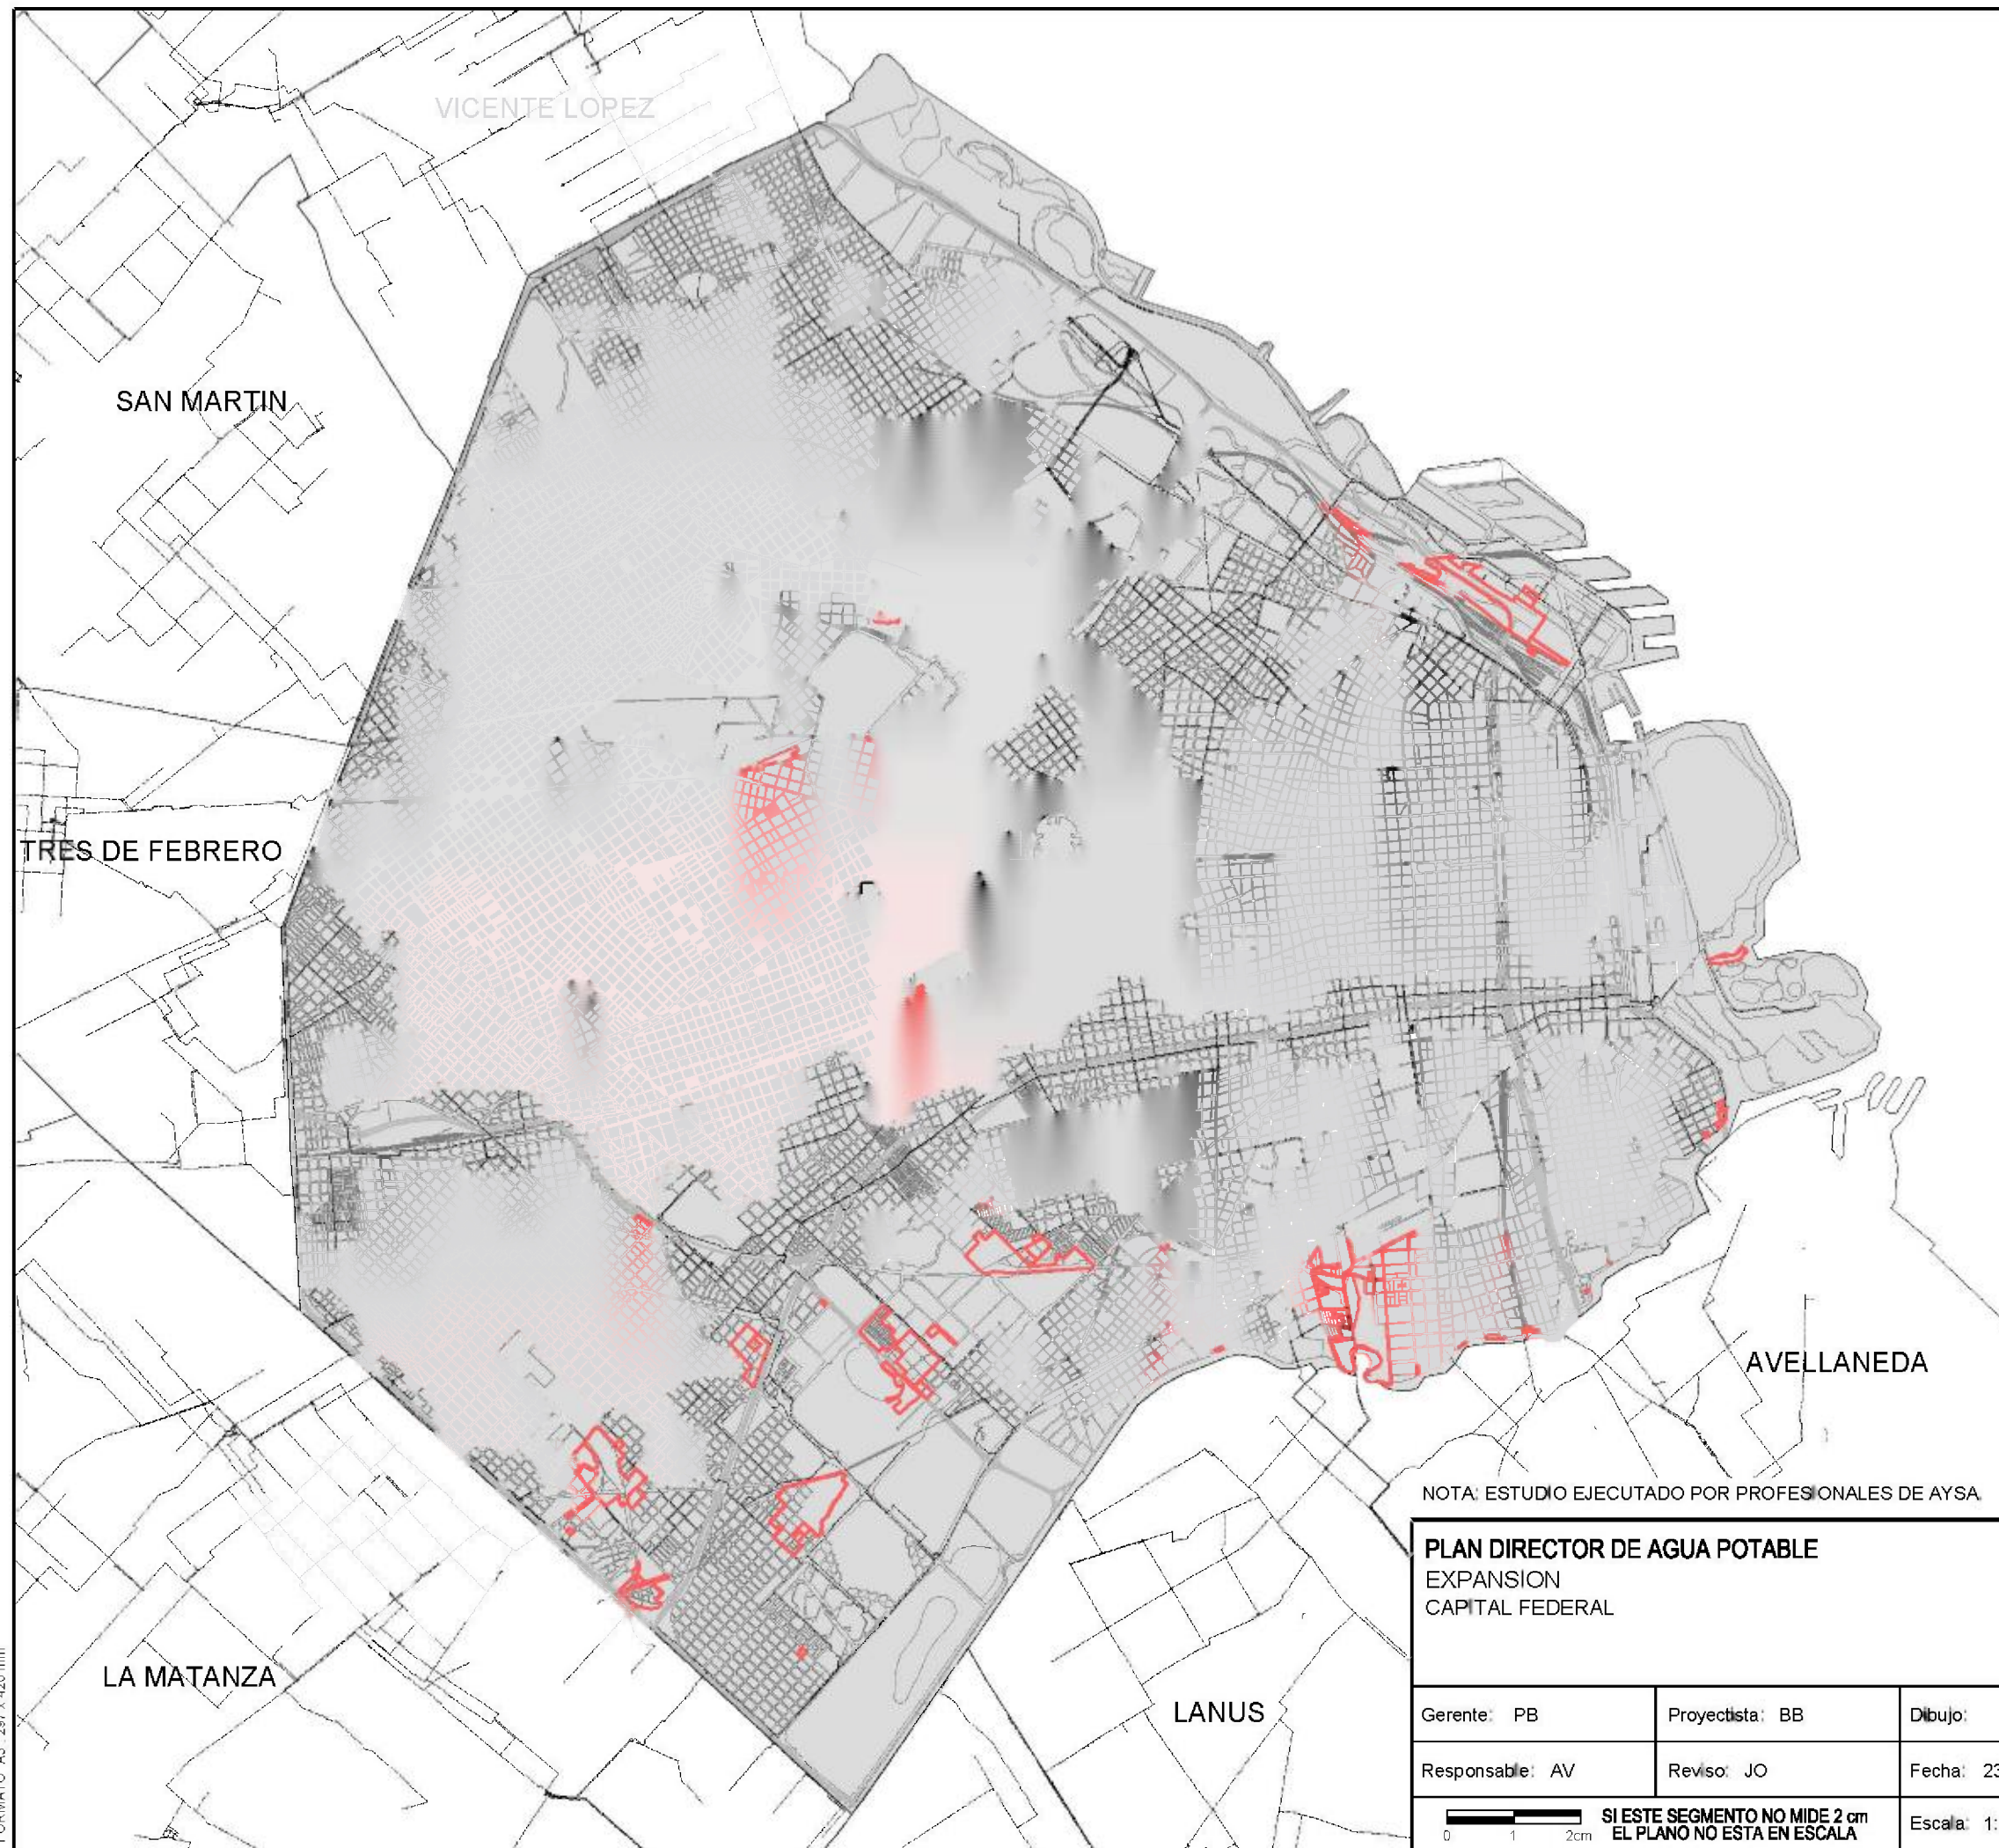 VICENTE LOPEZ
SAN MARTIN
TRES DE FEBRERO
AVELLANEDA
LA MATANZA
LANUS
NOTA: ESTUDIO EJECUTADO POR PROFESIONALES DE AYSA.
PLAN DIRECTOR DE AGUA POTABLE
EXPANSION
CAPITAL FEDERAL
Gerente: PB
Proyectista: BB
Dibujo:
Responsable: AV
Reviso: JO
Fecha: 23
0 1 2cm
SI ESTE SEGMENTO NO MIDE 2 cm
EL PLANO NO ESTA EN ESCALA
Escala: 1: